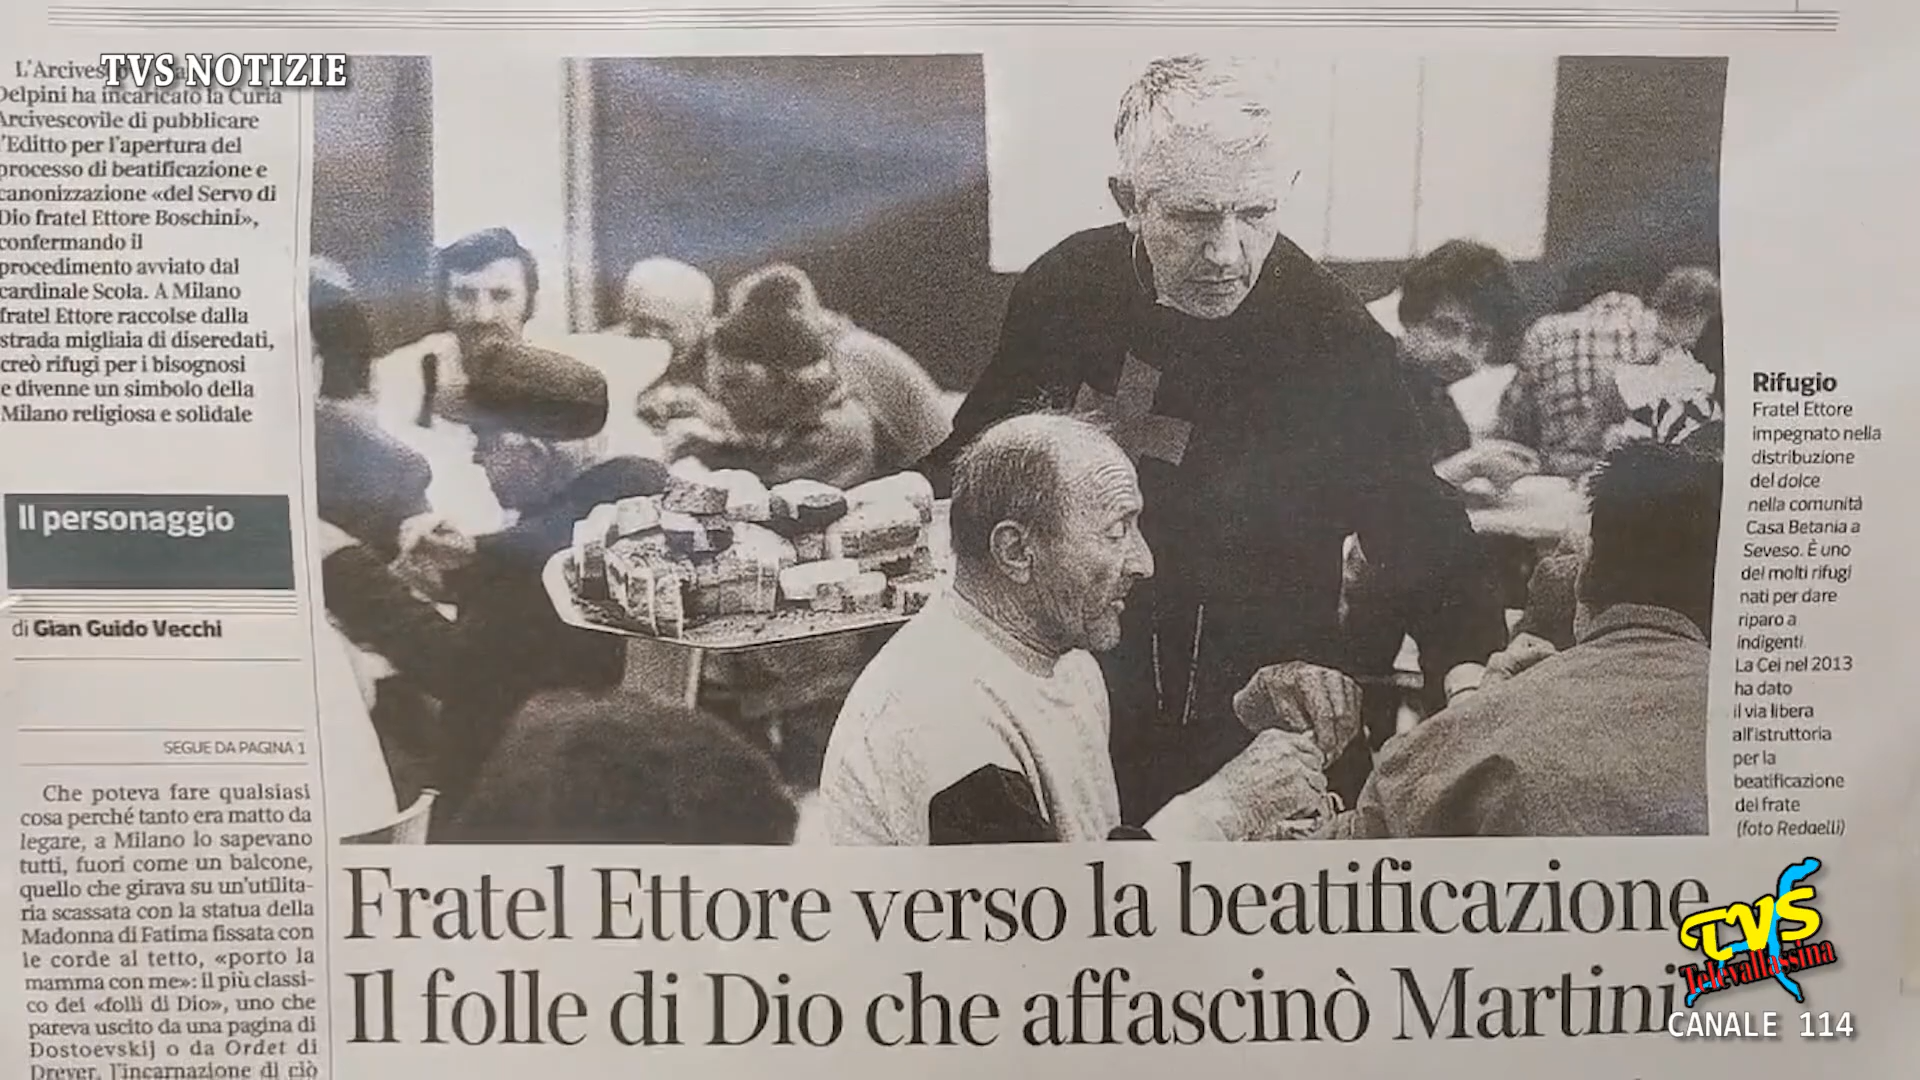 TVS NOTIZIE
L'Arcives
Delpini ha incaricato la Curia
Arcivescovile di pubblicare
l'Editto per l'apertura del
processo di beatificazione e
canonizzazione «del Servo di
Dio fratel Ettore Boschini»,
confermando il
procedimento avviato dal
cardinale Scola. A Milano
fratel Ettore raccolse dalla
strada migliaia di diseredati,
creò rifugi per i bisognosi
e divenne un simbolo della
Milano religiosa e solidale
Il personaggio
di Gian Guido Vecchi
SEGUE DA PAGINA 1
Che poteva fare qualsiasi
cosa perché tanto era matto da
legare, a Milano lo sapevano
tutti, fuori come un balcone,
quello che girava su un'utilita-
ria scassata con la statua della
Madonna di Fatima fissata con
le corde al tetto, «porto la
mamma con me»: il più classi-
co dei «folli di Dio», uno che
pareva uscito da una pagina di
Dostoevskij o da Ordet di
Dreyer, l'incarnazione di ciò
Rifugio
Fratel Ettore
impegnato nella
distribuzione
del dolce
nella comunità
Casa Betania a
Seveso. È uno
dei molti rifugi
nati per dare
riparo a
indigenti.
La Cei nel 2013
ha dato
il via libera
all'istruttoria
per la
beatificazione
del frate
(foto Redaelli)
Fratel Ettore verso la beatificazione
Il folle di Dio che affascinò Martini
TVS
Televallassina
CANALE 114